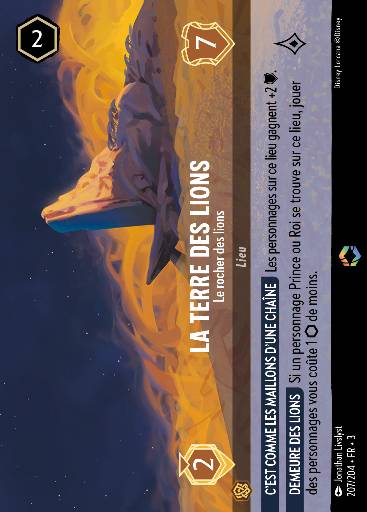 2
7
LA TERRE DES LIONS
Le rocher des lions
Lieu
2
C'EST COMME LES MAILLONS D'UNE CHAÎNE Les personnages sur ce lieu gagnent +2.
DEMEURE DES LIONS Si un personnage Prince ou Roi se trouve sur ce lieu, jouer
des personnages vous coûte 1 de moins.
Jonathan Livslyst
207/204 • FR • 3
Disney Lorcana ©Disney